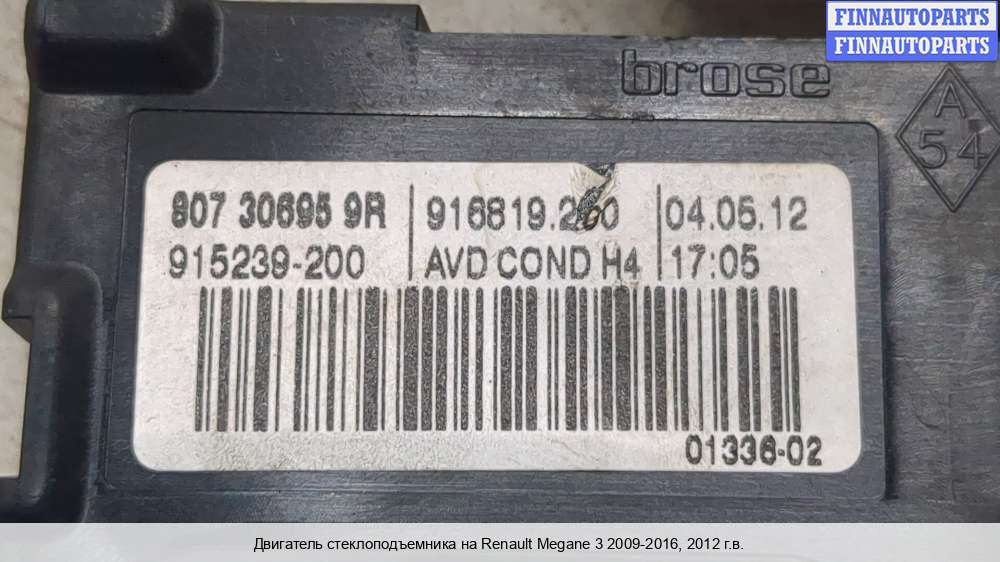 FINNAUTOPARTS
FINNAUTOPARTS
brose
A
54
807 30695 9R
916819.200
04.05.12
915239-200
AVD COND H4
17:05
01336-02
Двигатель стеклоподъемника на Renault Megane 3 2009-2016, 2012 г.в.